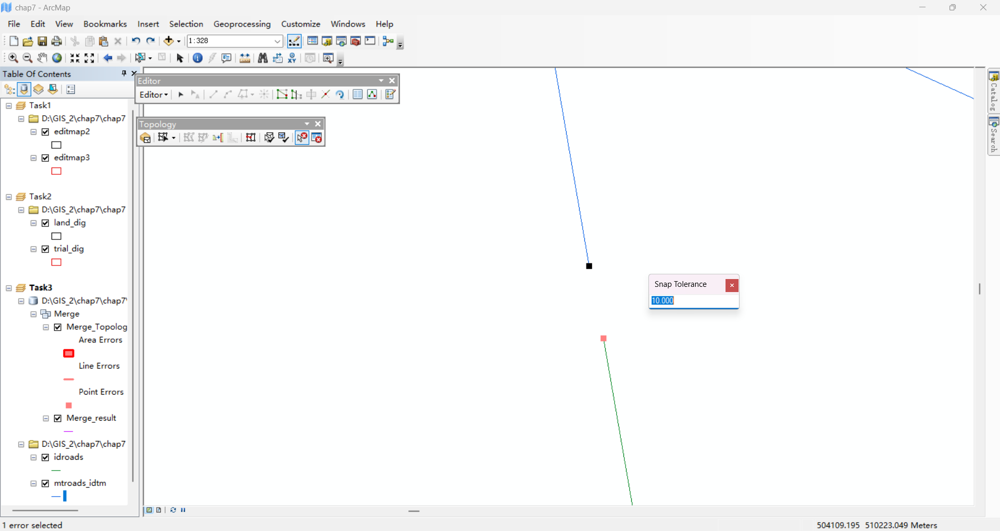 chap7 - ArcMap
File Edit View Bookmarks Insert Selection Geoprocessing Customize Windows Help
1:328
XY
Table Of Contents
Task1
D:\GIS_2\chap7\chap7
editmap2
editmap3
Task2
D:\GIS_2\chap7\chap7
land_dig
trial_dig
Task3
D:\GIS_2\chap7\chap7\
Merge
Merge_Topolog
Area Errors
Line Errors
Point Errors
Merge_result
D:\GIS_2\chap7\chap7
idroads
mtroads_idtm
Editor
Editor
Topology
Snap Tolerance
10.000
Catalog
Search
1 error selected
504109.195 510223.049 Meters